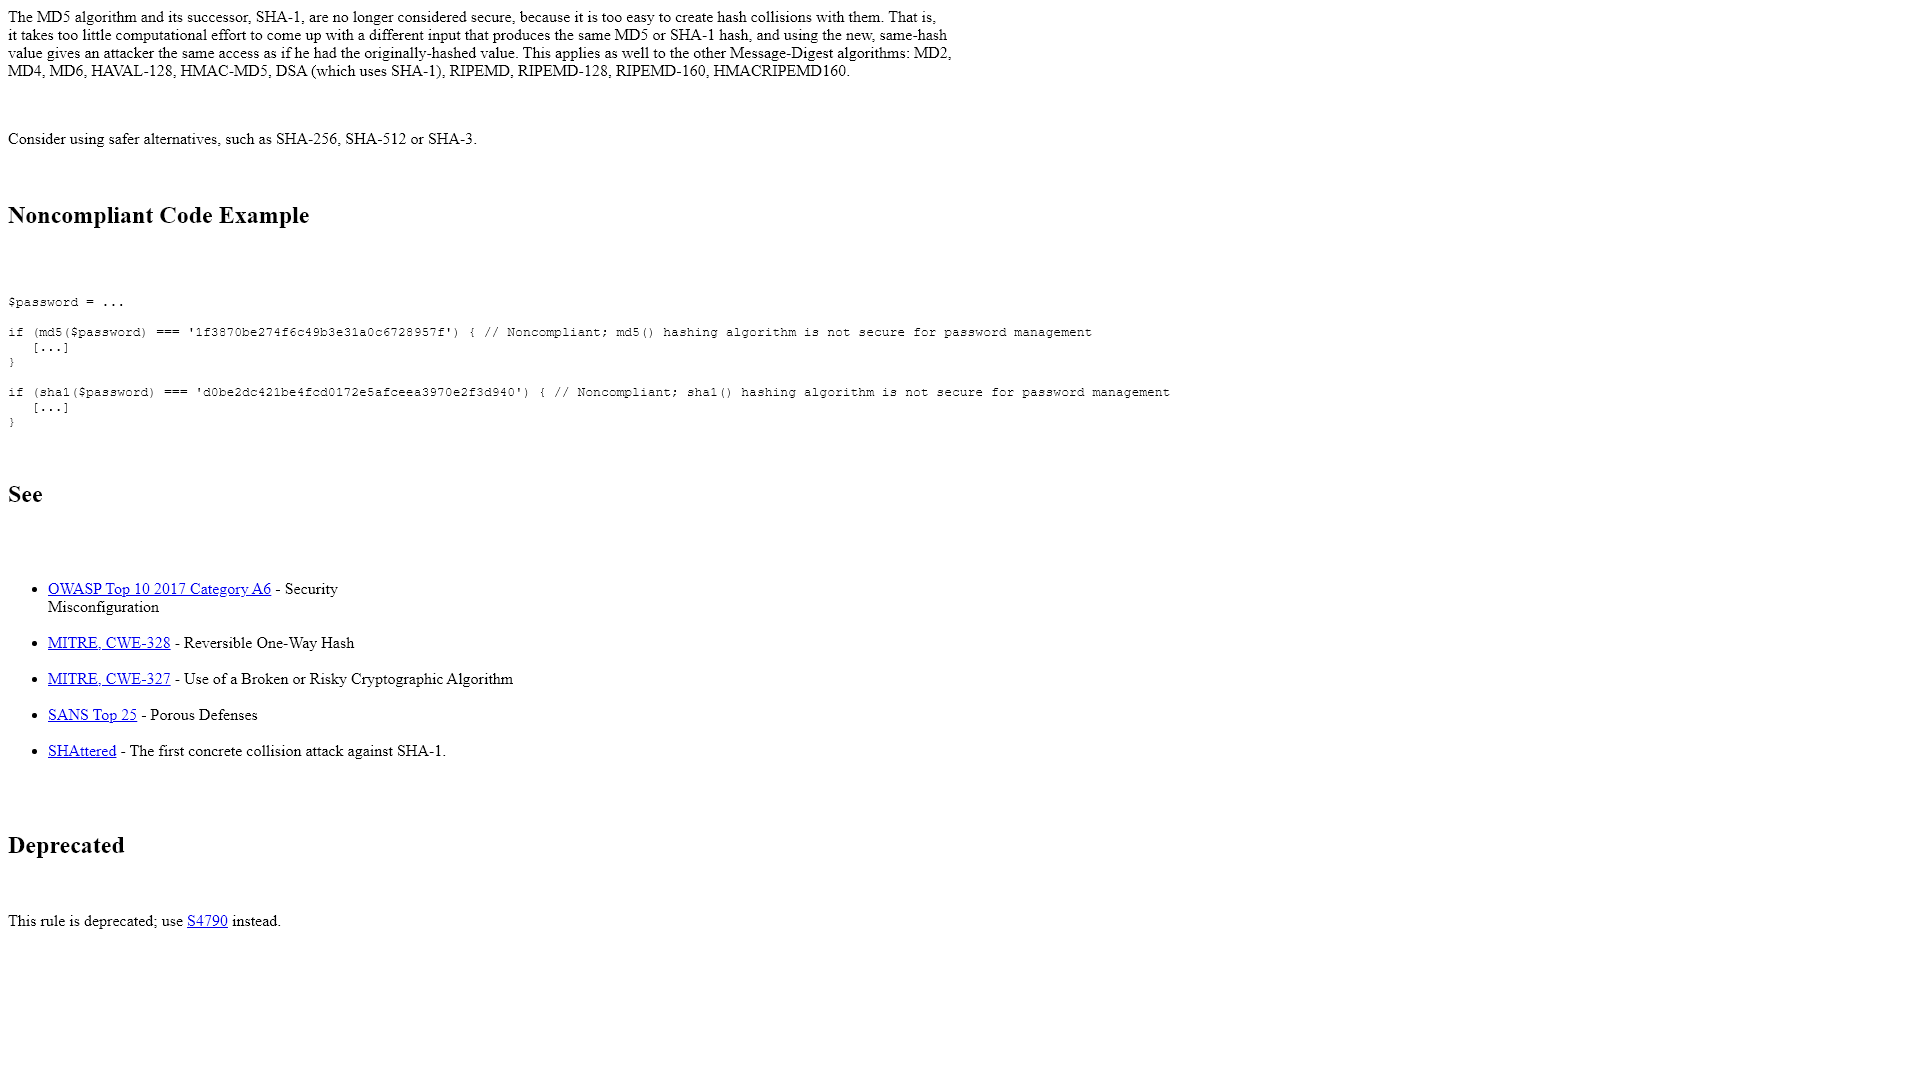 The MD5 algorithm and its successor, SHA-1, are no longer considered secure, because it is too easy to create hash collisions with them. That is,
it takes too little computational effort to come up with a different input that produces the same MD5 or SHA-1 hash, and using the new, same-hash
value gives an attacker the same access as if he had the originally-hashed value. This applies as well to the other Message-Digest algorithms: MD2,
MD4, MD6, HAVAL-128, HMAC-MD5, DSA (which uses SHA-1), RIPEMD, RIPEMD-128, RIPEMD-160, HMACRIPEMD160.
Consider using safer alternatives, such as SHA-256, SHA-512 or SHA-3.
Noncompliant Code Example
$password = ...
if (md5($password) === '1f3870be274f6c49b3e31a0c6728957f') { // Noncompliant; md5() hashing algorithm is not secure for password management
[...]
}
if (sha1($password) === 'd0be2dc421be4fcd0172e5afceea3970e2f3d940') { // Noncompliant; sha1() hashing algorithm is not secure for password management
[...]
}
See
• OWASP Top 10 2017 Category A6 - Security
Misconfiguration
• MITRE, CWE-328 - Reversible One-Way Hash
• MITRE, CWE-327 - Use of a Broken or Risky Cryptographic Algorithm
• SANS Top 25 - Porous Defenses
• SHAttered - The first concrete collision attack against SHA-1.
Deprecated
This rule is deprecated; use S4790 instead.